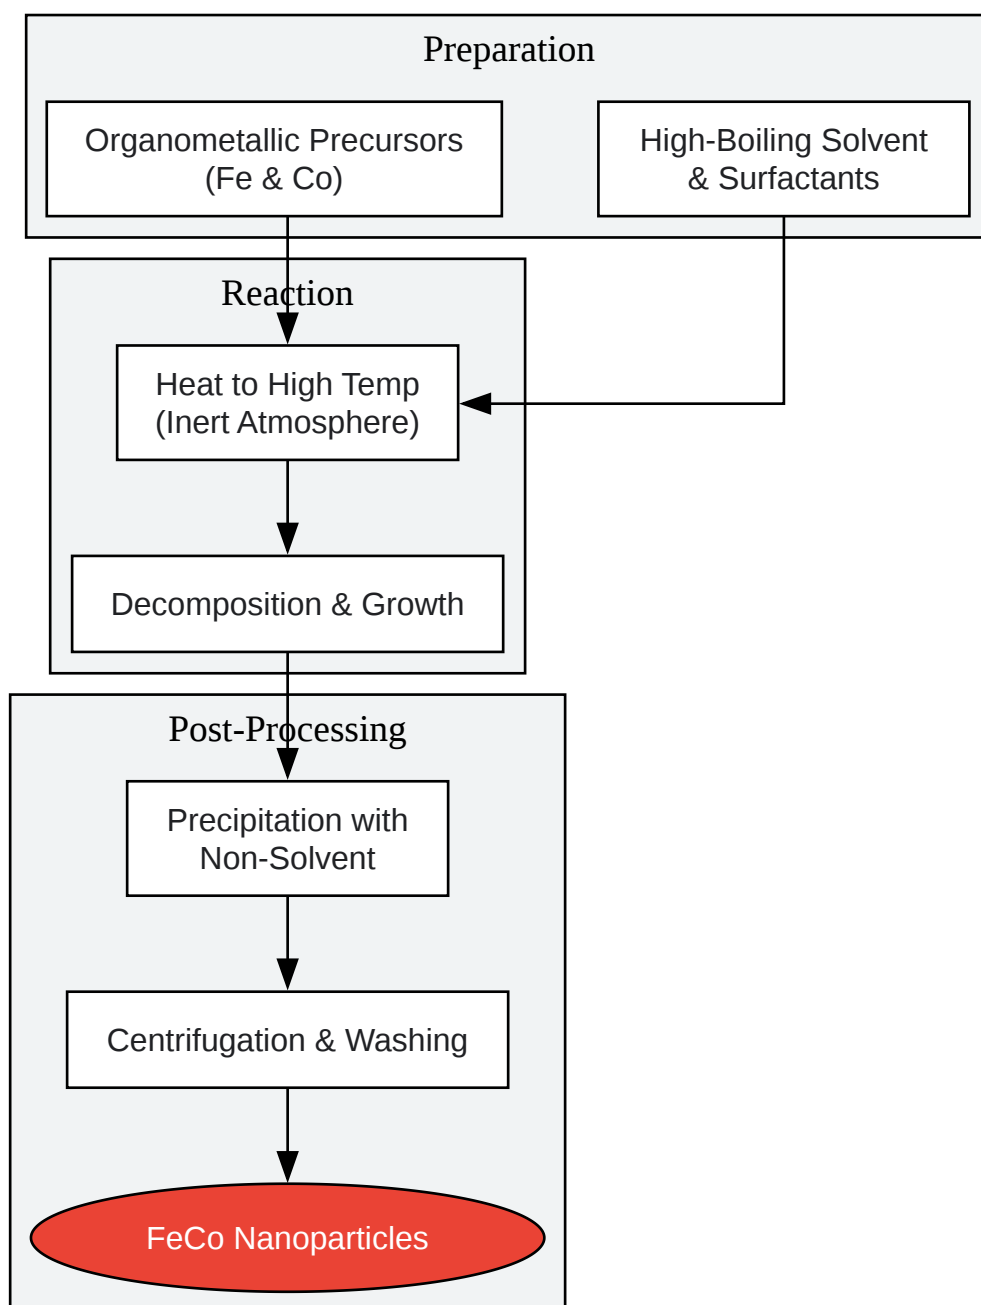 Preparation
Organometallic Precursors
(Fe & Co)
High-Boiling Solvent
& Surfactants
Reaction
Heat to High Temp
(Inert Atmosphere)
Decomposition & Growth
Post-Processing
Precipitation with
Non-Solvent
Centrifugation & Washing
FeCo Nanoparticles